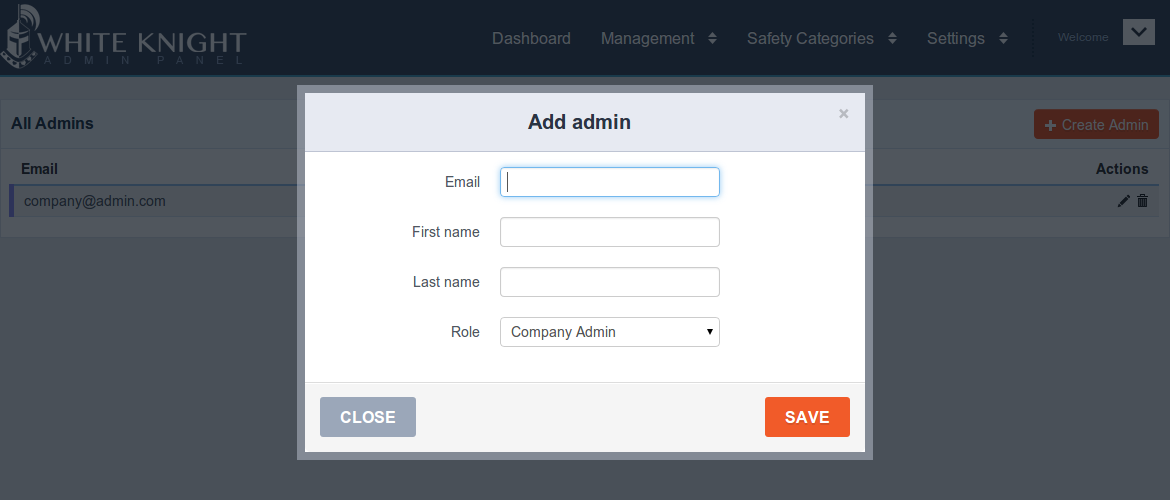 WHITE KNIGHT
ADMIN PANEL
Dashboard Management Safety Categories Settings Welcome
All Admins
+ Create Admin
Email Actions
company@admin.com
Add admin ×
Email
First name
Last name
Role Company Admin
CLOSE SAVE